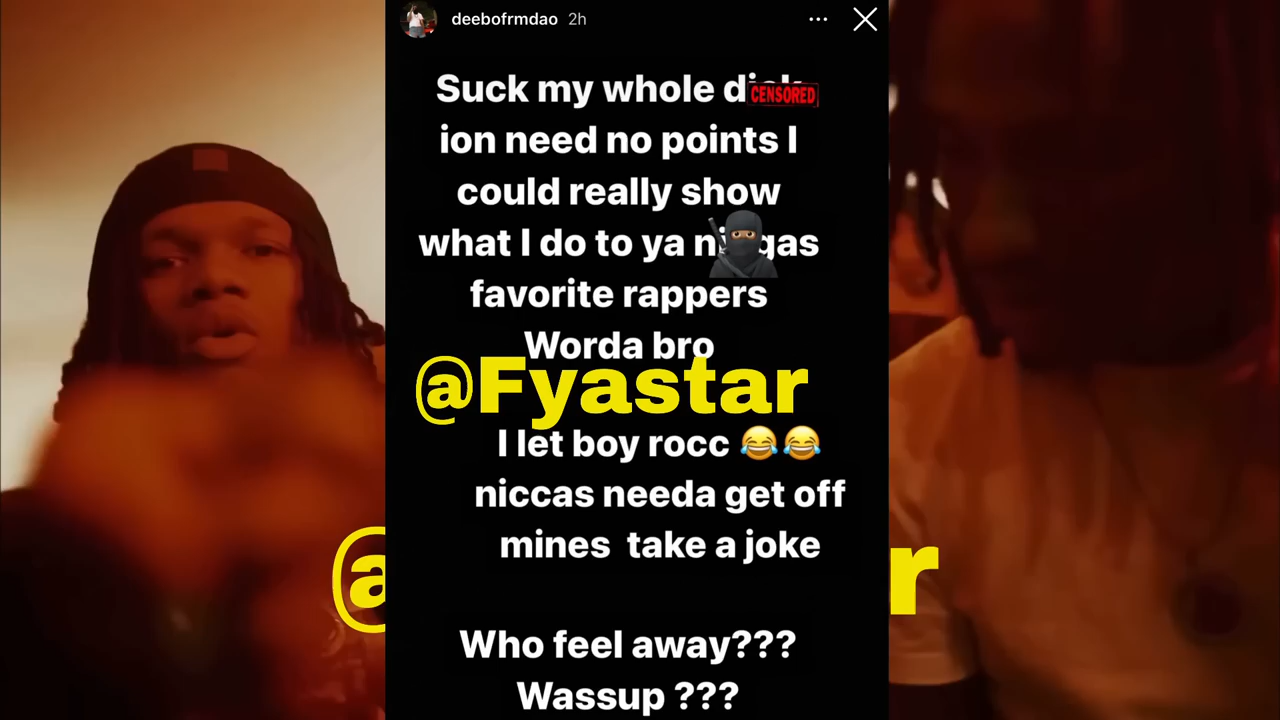 deebofrmdao 2h
Suck my whole di
CENSORED
ion need no points I
could really show
what I do to ya
favorite rappers
Worda bro
@Fyastar
I let boy rocc 😂😂
niccas needa get off
mines take a joke
Who feel away???
Wassup ???